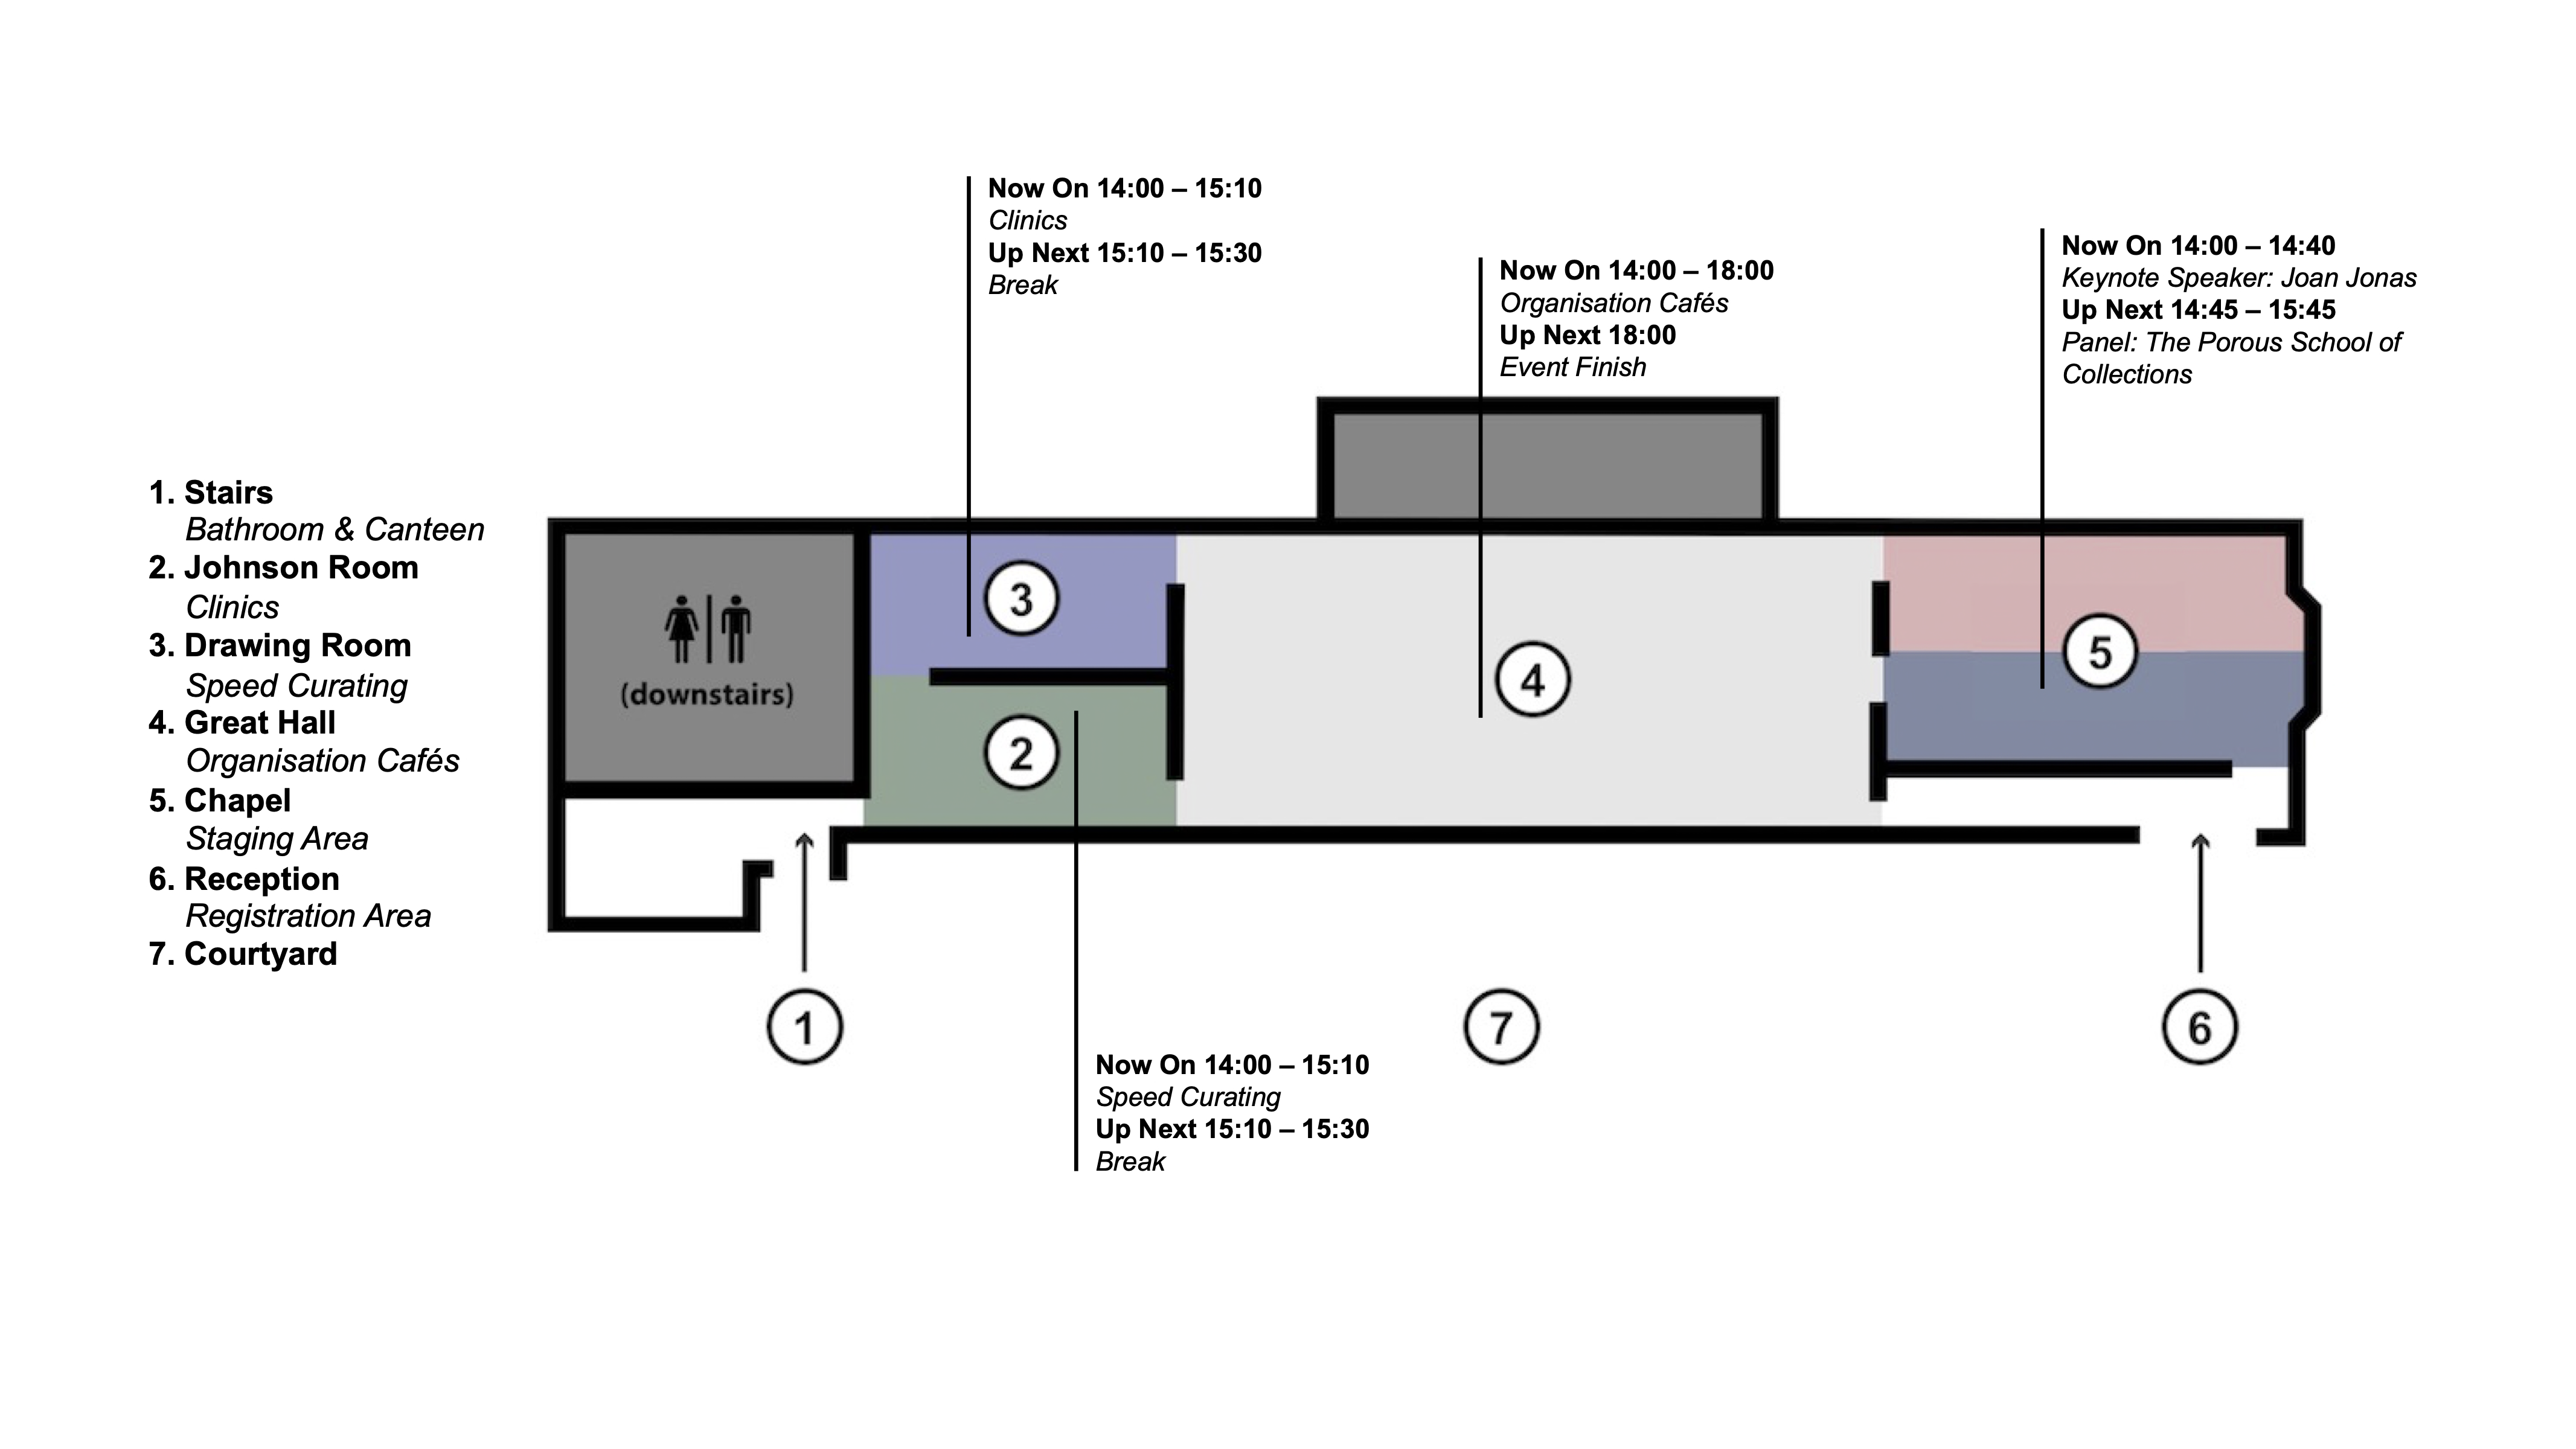 Now On 14:00 – 15:10
Clinics
Up Next 15:10 – 15:30
Break
Now On 14:00 – 18:00
Organisation Cafés
Up Next 18:00
Event Finish
Now On 14:00 – 14:40
Keynote Speaker: Joan Jonas
Up Next 14:45 – 15:45
Panel: The Porous School of
Collections
1. Stairs
Bathroom & Canteen
2. Johnson Room
Clinics
3. Drawing Room
Speed Curating
4. Great Hall
Organisation Cafés
5. Chapel
Staging Area
6. Reception
Registration Area
7. Courtyard
(downstairs)
3
2
4
5
1
7
6
Now On 14:00 – 15:10
Speed Curating
Up Next 15:10 – 15:30
Break